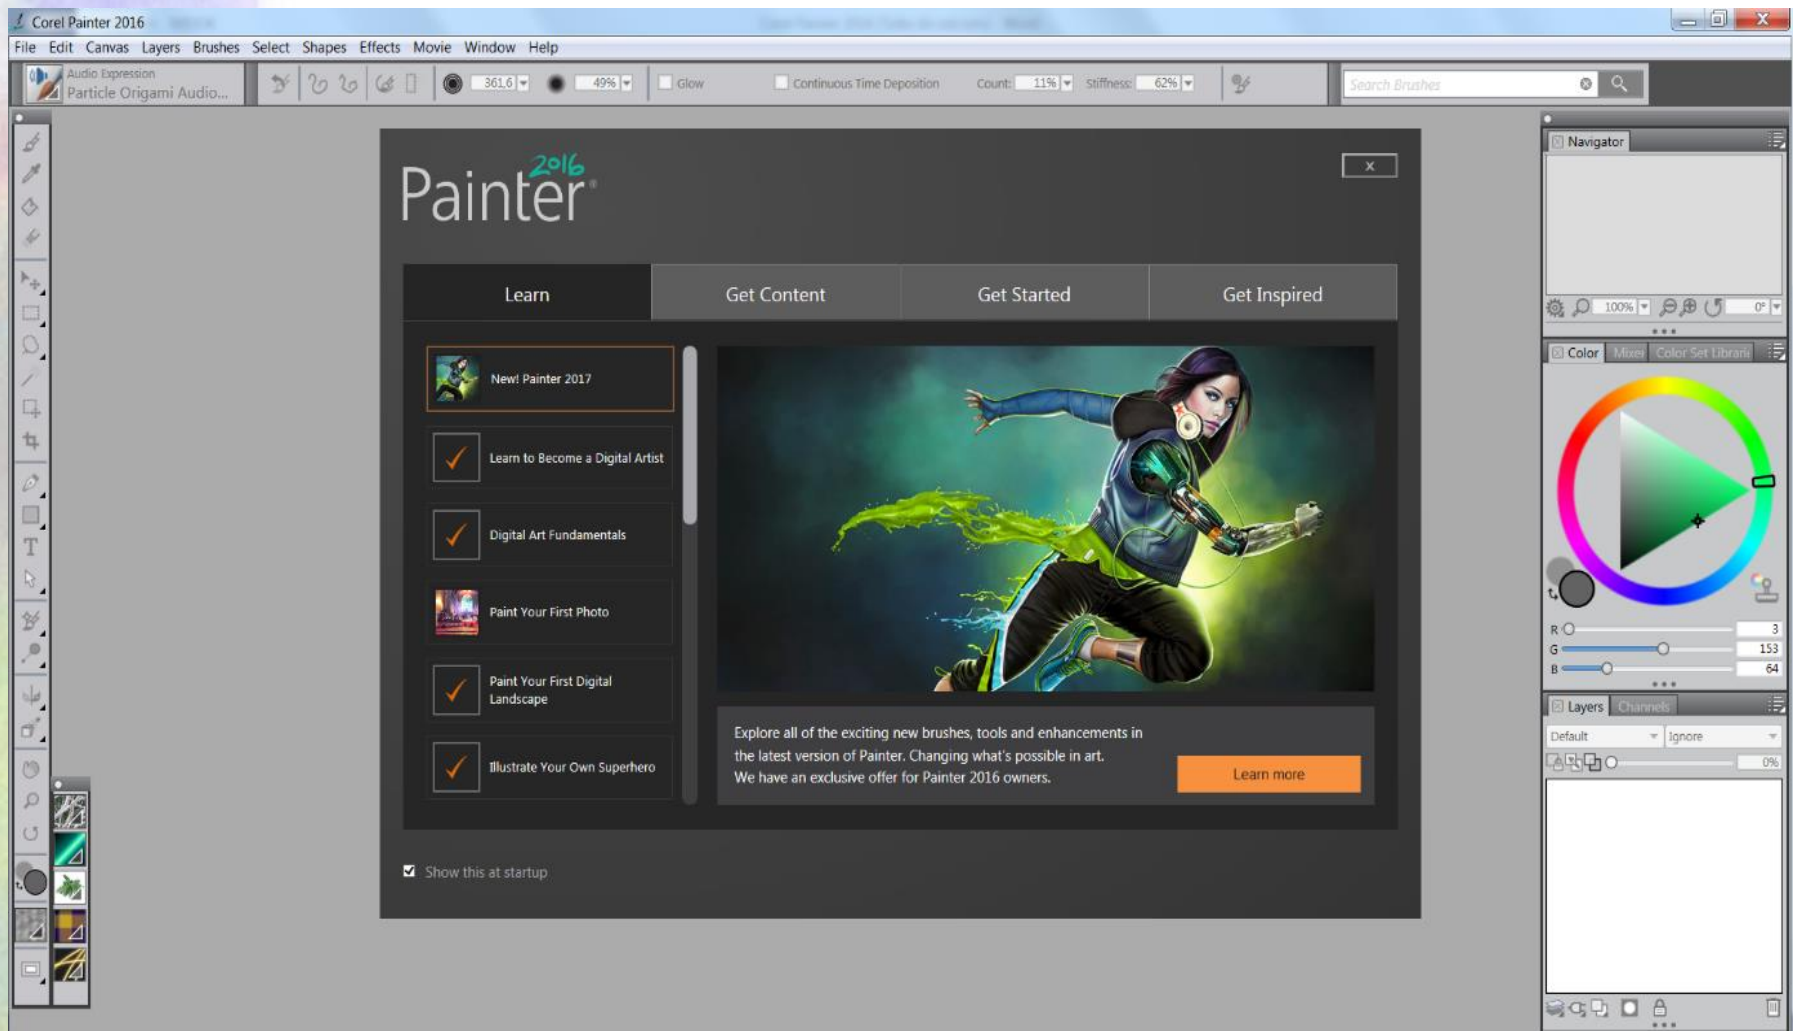 Corel Painter 2016
File Edit Canvas Layers Brushes Select Shapes Effects Movie Window Help
Audio Expression
Particle Origami Audio...
361,6
49%
Glow
Continuous Time Deposition
Count: 11%
Stiffness: 62%
Search Brushes
Painter® 2016
x
Learn
Get Content
Get Started
Get Inspired
New! Painter 2017
Learn to Become a Digital Artist
Digital Art Fundamentals
Paint Your First Photo
Paint Your First Digital
Landscape
Illustrate Your Own Superhero
Explore all of the exciting new brushes, tools and enhancements in
the latest version of Painter. Changing what's possible in art.
We have an exclusive offer for Painter 2016 owners.
Learn more
Show this at startup
Navigator
100%
0°
Color Mixer Color Set Librarie
R 3
G 153
B 64
Layers Channels
Default Ignore
0%